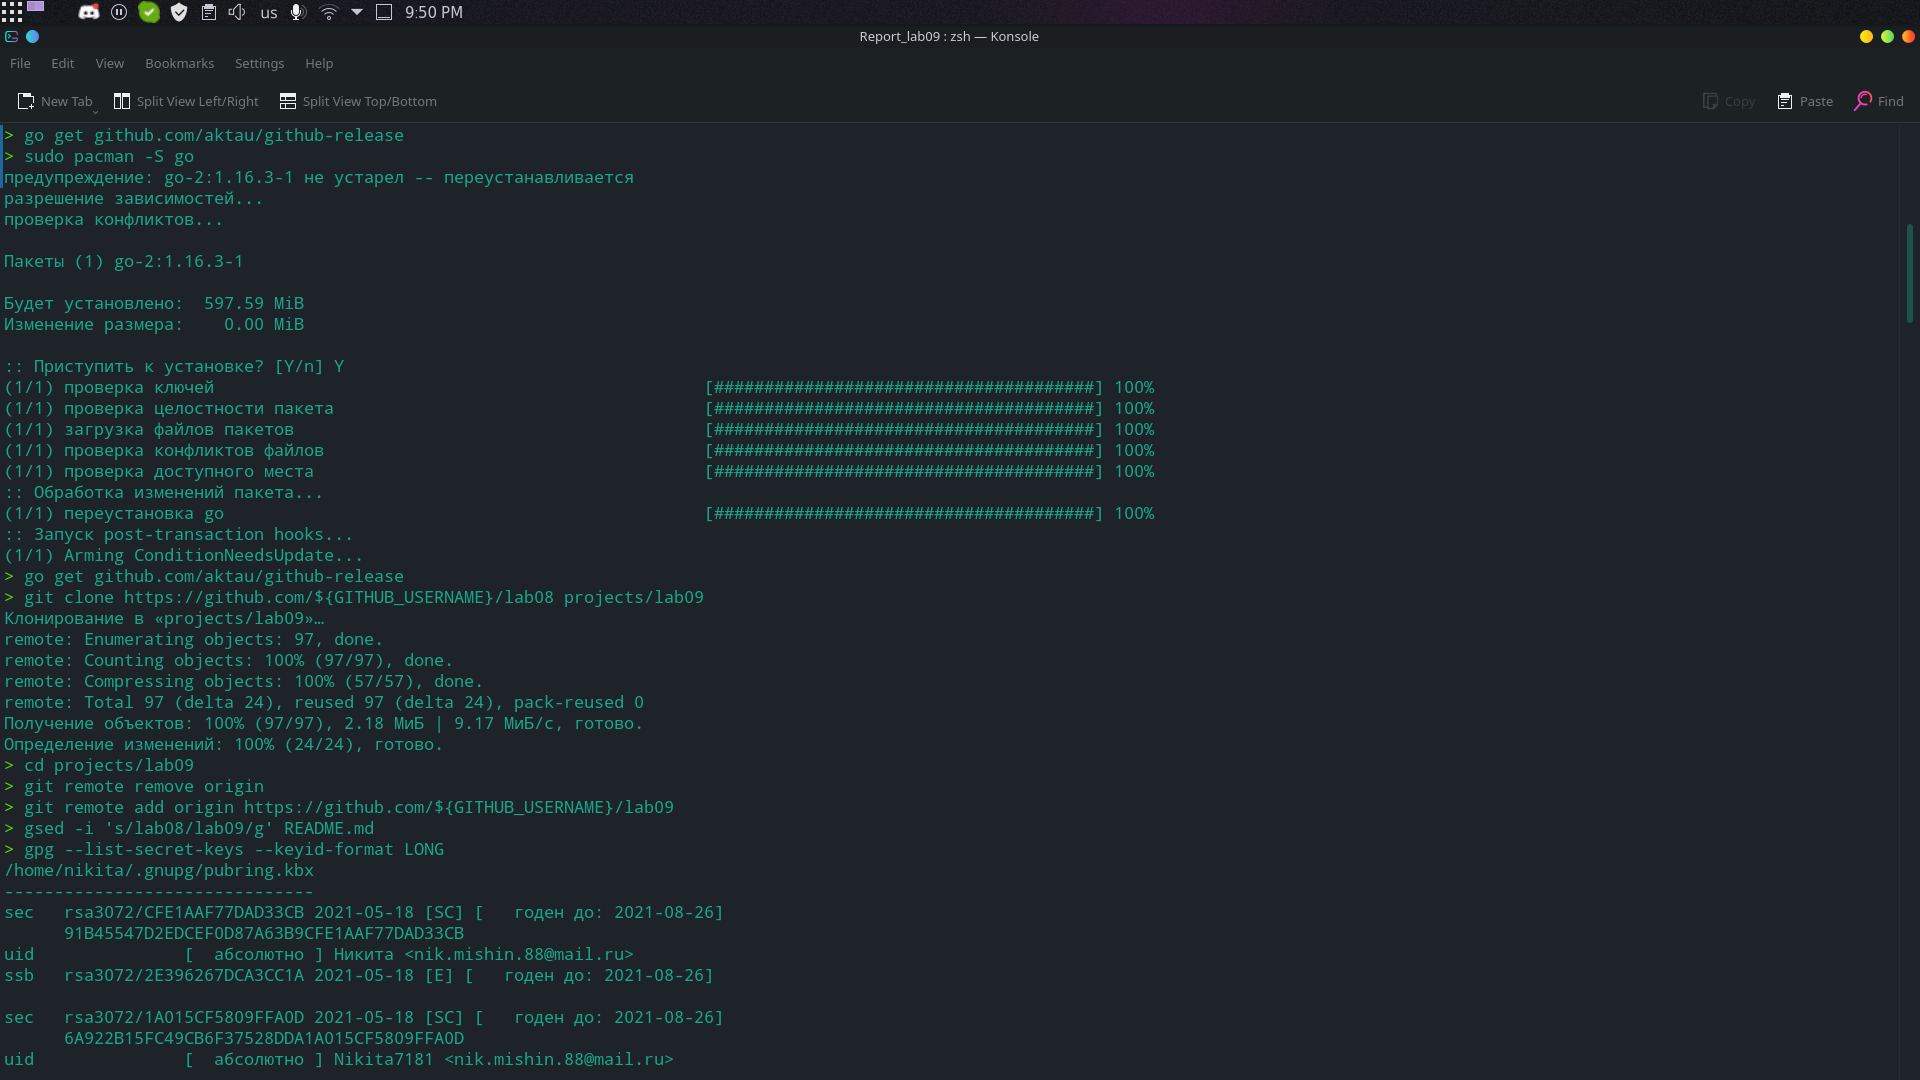 us 9:50 PM
Report_lab09 : zsh — Konsole
File Edit View Bookmarks Settings Help
New Tab Split View Left/Right Split View Top/Bottom Copy Paste Find
> go get github.com/aktau/github-release
> sudo pacman -S go
предупреждение: go-2:1.16.3-1 не устарел -- переустанавливается
разрешение зависимостей...
проверка конфликтов...
Пакеты (1) go-2:1.16.3-1
Будет установлено:  597.59 MiB
Изменение размера:    0.00 MiB
:: Приступить к установке? [Y/n] Y
(1/1) проверка ключей [######################################] 100%
(1/1) проверка целостности пакета [######################################] 100%
(1/1) загрузка файлов пакетов [######################################] 100%
(1/1) проверка конфликтов файлов [######################################] 100%
(1/1) проверка доступного места [######################################] 100%
:: Обработка изменений пакета...
(1/1) переустановка go [######################################] 100%
:: Запуск post-transaction hooks...
(1/1) Arming ConditionNeedsUpdate...
> go get github.com/aktau/github-release
> git clone https://github.com/${GITHUB_USERNAME}/lab08 projects/lab09
Клонирование в «projects/lab09»…
remote: Enumerating objects: 97, done.
remote: Counting objects: 100% (97/97), done.
remote: Compressing objects: 100% (57/57), done.
remote: Total 97 (delta 24), reused 97 (delta 24), pack-reused 0
Получение объектов: 100% (97/97), 2.18 МиБ | 9.17 МиБ/с, готово.
Определение изменений: 100% (24/24), готово.
> cd projects/lab09
> git remote remove origin
> git remote add origin https://github.com/${GITHUB_USERNAME}/lab09
> gsed -i 's/lab08/lab09/g' README.md
> gpg --list-secret-keys --keyid-format LONG
/home/nikita/.gnupg/pubring.kbx
-------------------------------
sec   rsa3072/CFE1AAF77DAD33CB 2021-05-18 [SC] [   годен до: 2021-08-26]
      91B45547D2EDCEF0D87A63B9CFE1AAF77DAD33CB
uid               [  абсолютно ] Никита <nik.mishin.88@mail.ru>
ssb   rsa3072/2E396267DCA3CC1A 2021-05-18 [E] [   годен до: 2021-08-26]
sec   rsa3072/1A015CF5809FFA0D 2021-05-18 [SC] [   годен до: 2021-08-26]
      6A922B15FC49CB6F37528DDA1A015CF5809FFA0D
uid               [  абсолютно ] Nikita7181 <nik.mishin.88@mail.ru>